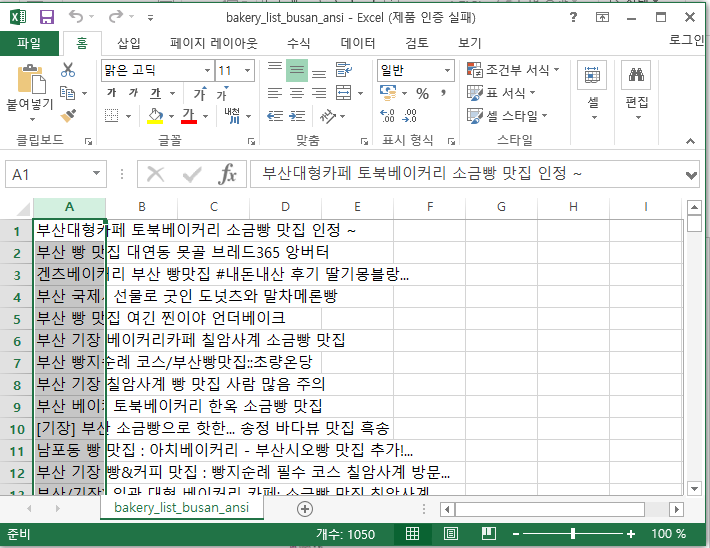 bakery_list_busan_ansi - Excel (제품 인증 실패)
파일 홈 삽입 페이지 레이아웃 수식 데이터 검토 보기 로그인
붙여넣기 맑은 고딕 11 일반 조건부 서식 표 서식 셀 스타일 셀 편집
가 가 가 가 가 내천 %
클립보드 글꼴 맞춤 표시 형식 스타일
A1 fx 부산대형카페 토북베이커리 소금빵 맛집 인정 ~
A B C D E F G H I
1 부산대형카페 토북베이커리 소금빵 맛집 인정 ~
2 부산 빵 맛집 대연동 못골 브레드365 앙버터
3 겐츠베이커리 부산 빵맛집 #내돈내산 후기 딸기몽블랑...
4 부산 국제시 선물로 굿인 도넛츠와 말차메론빵
5 부산 빵 맛집 여긴 찐이야 언더베이크
6 부산 기장 베이커리카페 칠암사계 소금빵 맛집
7 부산 빵지순례 코스/부산빵맛집::초량온당
8 부산 기장 칠암사계 빵 맛집 사람 많음 주의
9 부산 베이커 토북베이커리 한옥 소금빵 맛집
10 [기장] 부산 소금빵으로 핫한... 송정 바다뷰 맛집 흑송
11 남포동 빵 맛집 : 아치베이커리 - 부산시오빵 맛집 추가!...
12 부산 기장 빵&커피 맛집 : 빵지순례 필수 코스 칠암사계 방문...
13 부산/기장 일광 대형 베이커리 카페: 소금빵 맛집 칠암사계
bakery_list_busan_ansi
준비 개수: 1050 100 %